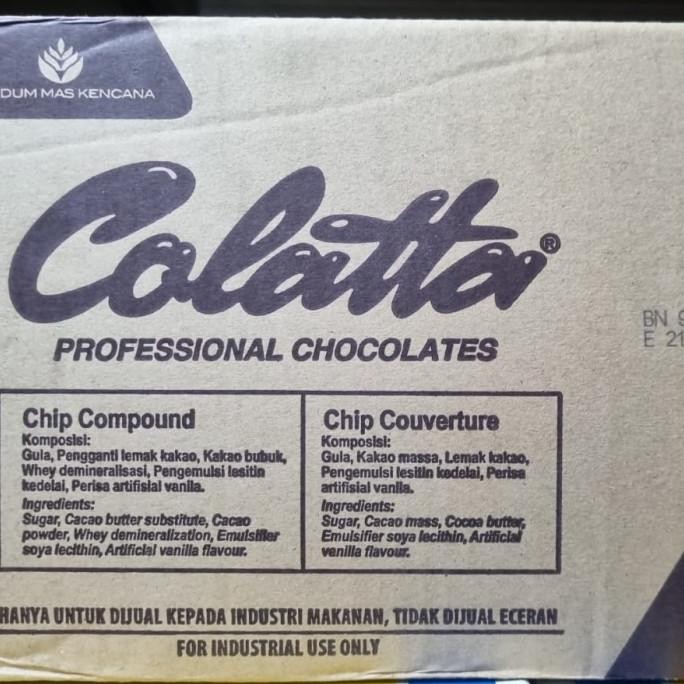 DUM MAS KENCANA
Colatta®
PROFESSIONAL CHOCOLATES
BN 9
E 21
Chip Compound
Komposisi:
Gula, Pengganti lemak kakao, Kakao bubuk,
Whey demineralisasi, Pengemulsi lesitin
kedelai, Perisa artifisial vanila.
Ingredients:
Sugar, Cacao butter substitute, Cacao
powder, Whey demineralization, Emulsifier
soya lecithin, Artificial vanilla flavour.
Chip Couverture
Komposisi:
Gula, Kakao massa, Lemak kakao,
Pengemulsi lesitin kedelai, Perisa
artifisial vanila.
Ingredients:
Sugar, Cacao mass, Cocoa butter,
Emulsifier soya lecithin, Artificial
vanilla flavour.
HANYA UNTUK DIJUAL KEPADA INDUSTRI MAKANAN, TIDAK DIJUAL ECERAN
FOR INDUSTRIAL USE ONLY